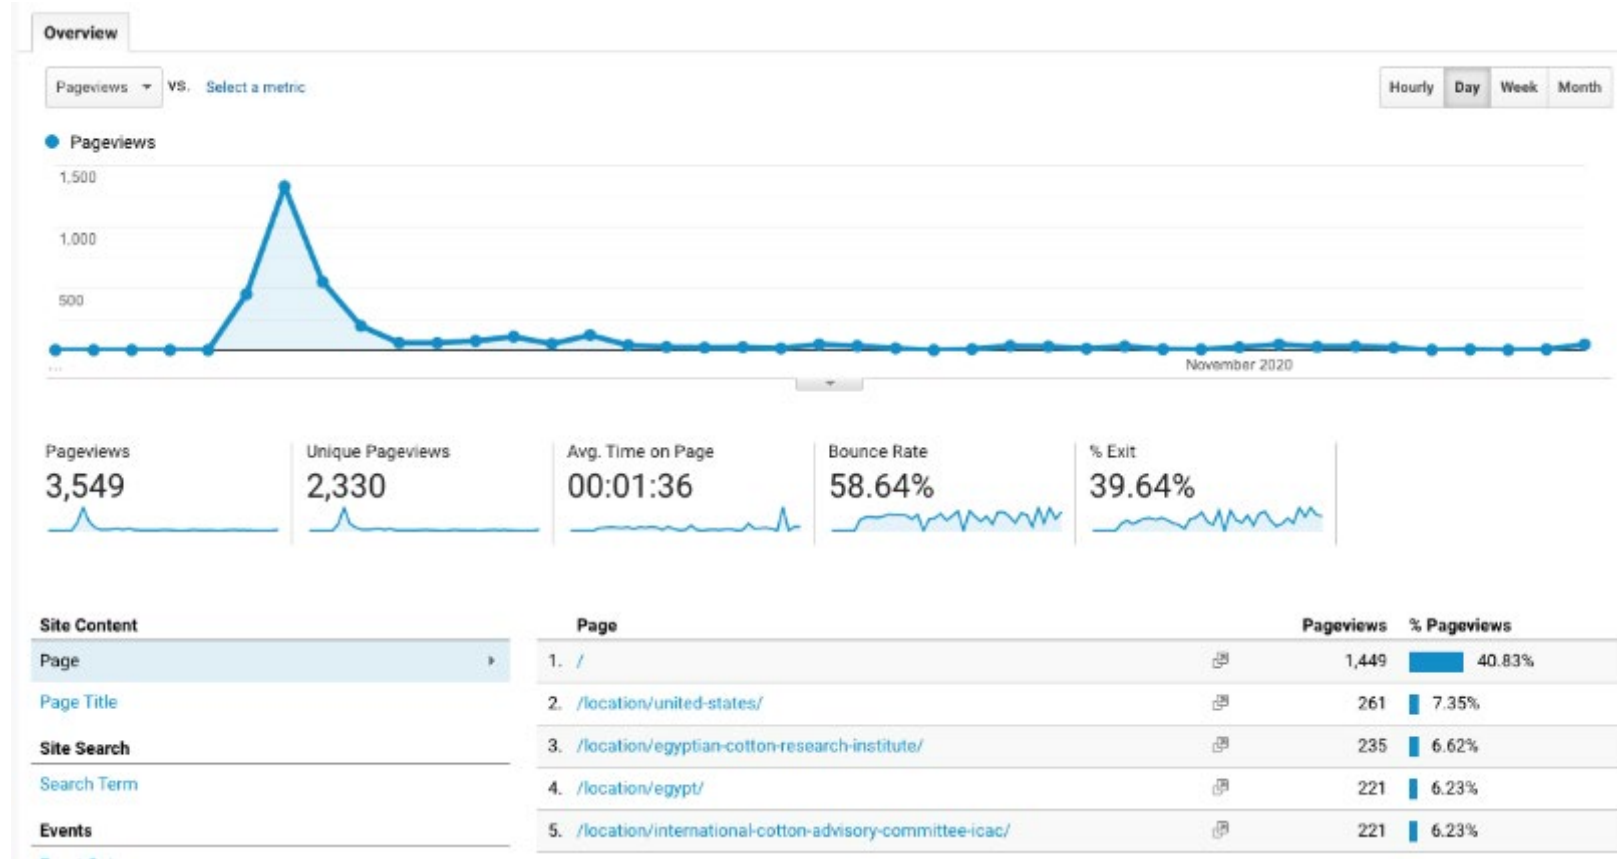 Overview
Pageviews VS. Select a metric
Hourly Day Week Month
Pageviews
1,500
1,000
500
...
November 2020
Pageviews Unique Pageviews Avg. Time on Page Bounce Rate % Exit
3,549 2,330 00:01:36 58.64% 39.64%
Site Content Page Pageviews % Pageviews
Page 1. / 1,449 40.83%
Page Title 2. /location/united-states/ 261 7.35%
Site Search 3. /location/egyptian-cotton-research-institute/ 235 6.62%
Search Term 4. /location/egypt/ 221 6.23%
Events 5. /location/international-cotton-advisory-committee-icac/ 221 6.23%